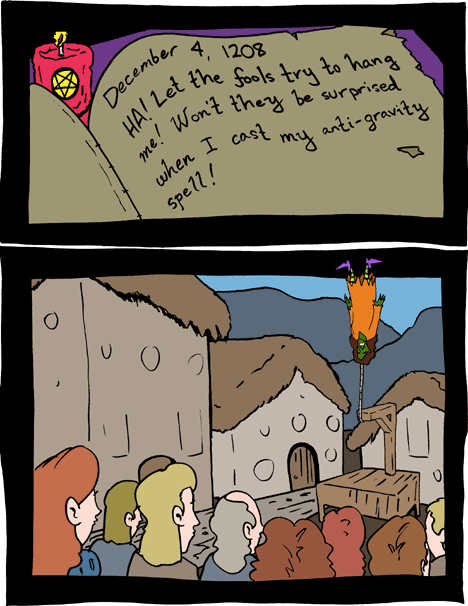 December 4, 1208
HA! Let the fools try to hang
me! Won't they be surprised
when I cast my anti-gravity
spell!